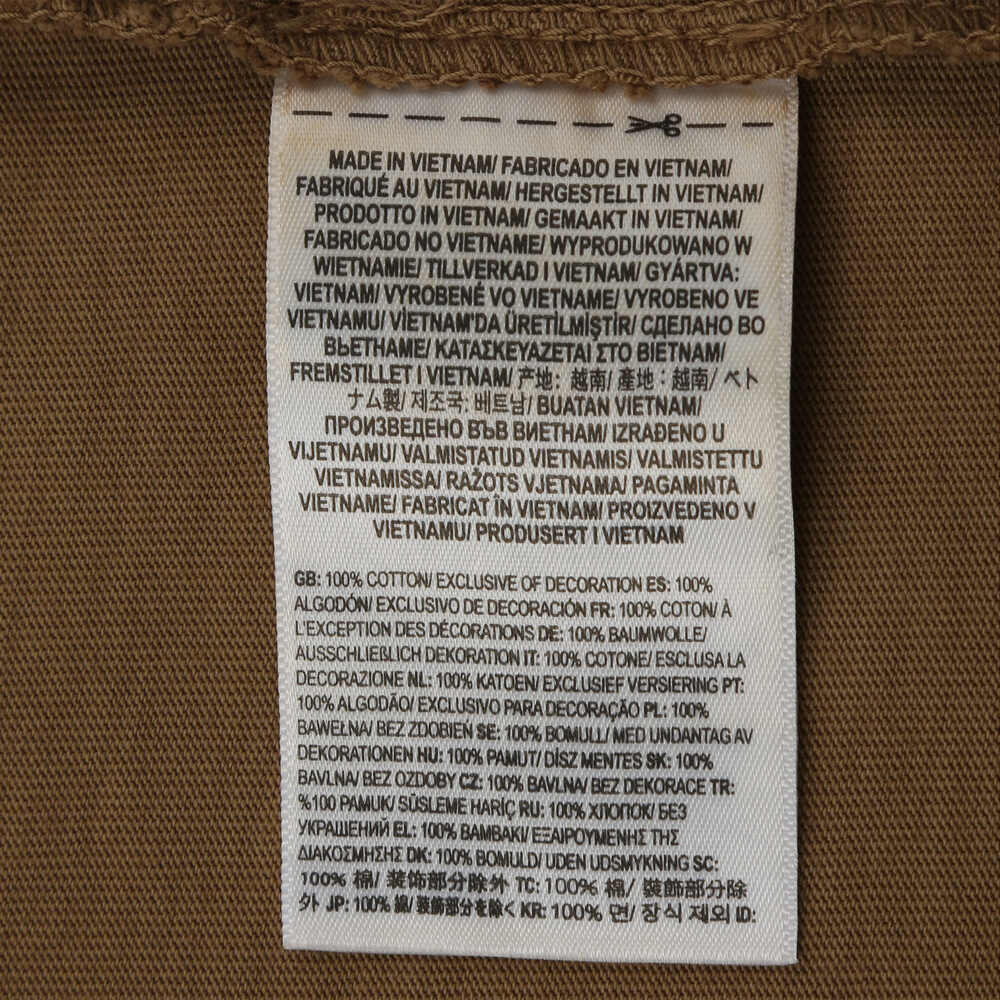 MADE IN VIETNAM/ FABRICADO EN VIETNAM/
FABRIQUÉ AU VIETNAM/ HERGESTELLT IN VIETNAM/
PRODOTTO IN VIETNAM/ GEMAAKT IN VIETNAM/
FABRICADO NO VIETNAME/ WYPRODUKOWANO W
WIETNAMIE/ TILLVERKAD I VIETNAM/ GYÁRTVA:
VIETNAM/ VYROBENÉ VO VIETNAME/ VYROBENO VE
VIETNAMU/ VİETNAM'DA ÜRETİLMİŞTİR/ СДЕЛАНО ВО
ВЬЕТНАМЕ/ ΚΑΤΑΣΚΕΥΑΖΕΤΑΙ ΣΤΟ ΒΙΕΤΝΑΜ/
FREMSTILLET I VIETNAM/ 产地: 越南/ 產地：越南/ ベト
ナム製/ 제조국: 베트남/ BUATAN VIETNAM/
ПРОИЗВЕДЕНО ВЪВ ВИЕТНАМ/ IZRAĐENO U
VIJETNAMU/ VALMISTATUD VIETNAMIS/ VALMISTETTU
VIETNAMISSA/ RAŽOTS VJETNAMA/ PAGAMINTA
VIETNAME/ FABRICAT ÎN VIETNAM/ PROIZVEDENO V
VIETNAMU/ PRODUSERT I VIETNAM
GB: 100% COTTON/ EXCLUSIVE OF DECORATION ES: 100%
ALGODÓN/ EXCLUSIVO DE DECORACIÓN FR: 100% COTON/ À
L'EXCEPTION DES DÉCORATIONS DE: 100% BAUMWOLLE/
AUSSCHLIEßLICH DEKORATION IT: 100% COTONE/ ESCLUSA LA
DECORAZIONE NL: 100% KATOEN/ EXCLUSIEF VERSIERING PT:
100% ALGODÃO/ EXCLUSIVO PARA DECORAÇÃO PL: 100%
BAWEŁNA/ BEZ ZDOBIEŃ SE: 100% BOMULL/ MED UNDANTAG AV
DEKORATIONEN HU: 100% PAMUT/ DÍSZ MENTES SK: 100%
BAVLNA/ BEZ OZDOBY CZ: 100% BAVLNA/ BEZ DEKORACE TR:
%100 PAMUK/ SÜSLEME HARİÇ RU: 100% ХЛОПОК/ БЕЗ
УКРАШЕНИЙ EL: 100% ΒΑΜΒΑΚΙ/ ΕΞΑΙΡΟΥΜΕΝΗΣ ΤΗΣ
ΔΙΑΚΟΣΜΗΣΗΣ DK: 100% BOMULD/ UDEN UDSMYKNING SC:
100% 棉/ 装饰部分除外 TC: 100% 棉/ 裝飾部分除
外 JP: 100% 綿/ 装飾部分を除く KR: 100% 면/ 장식 제외 ID: